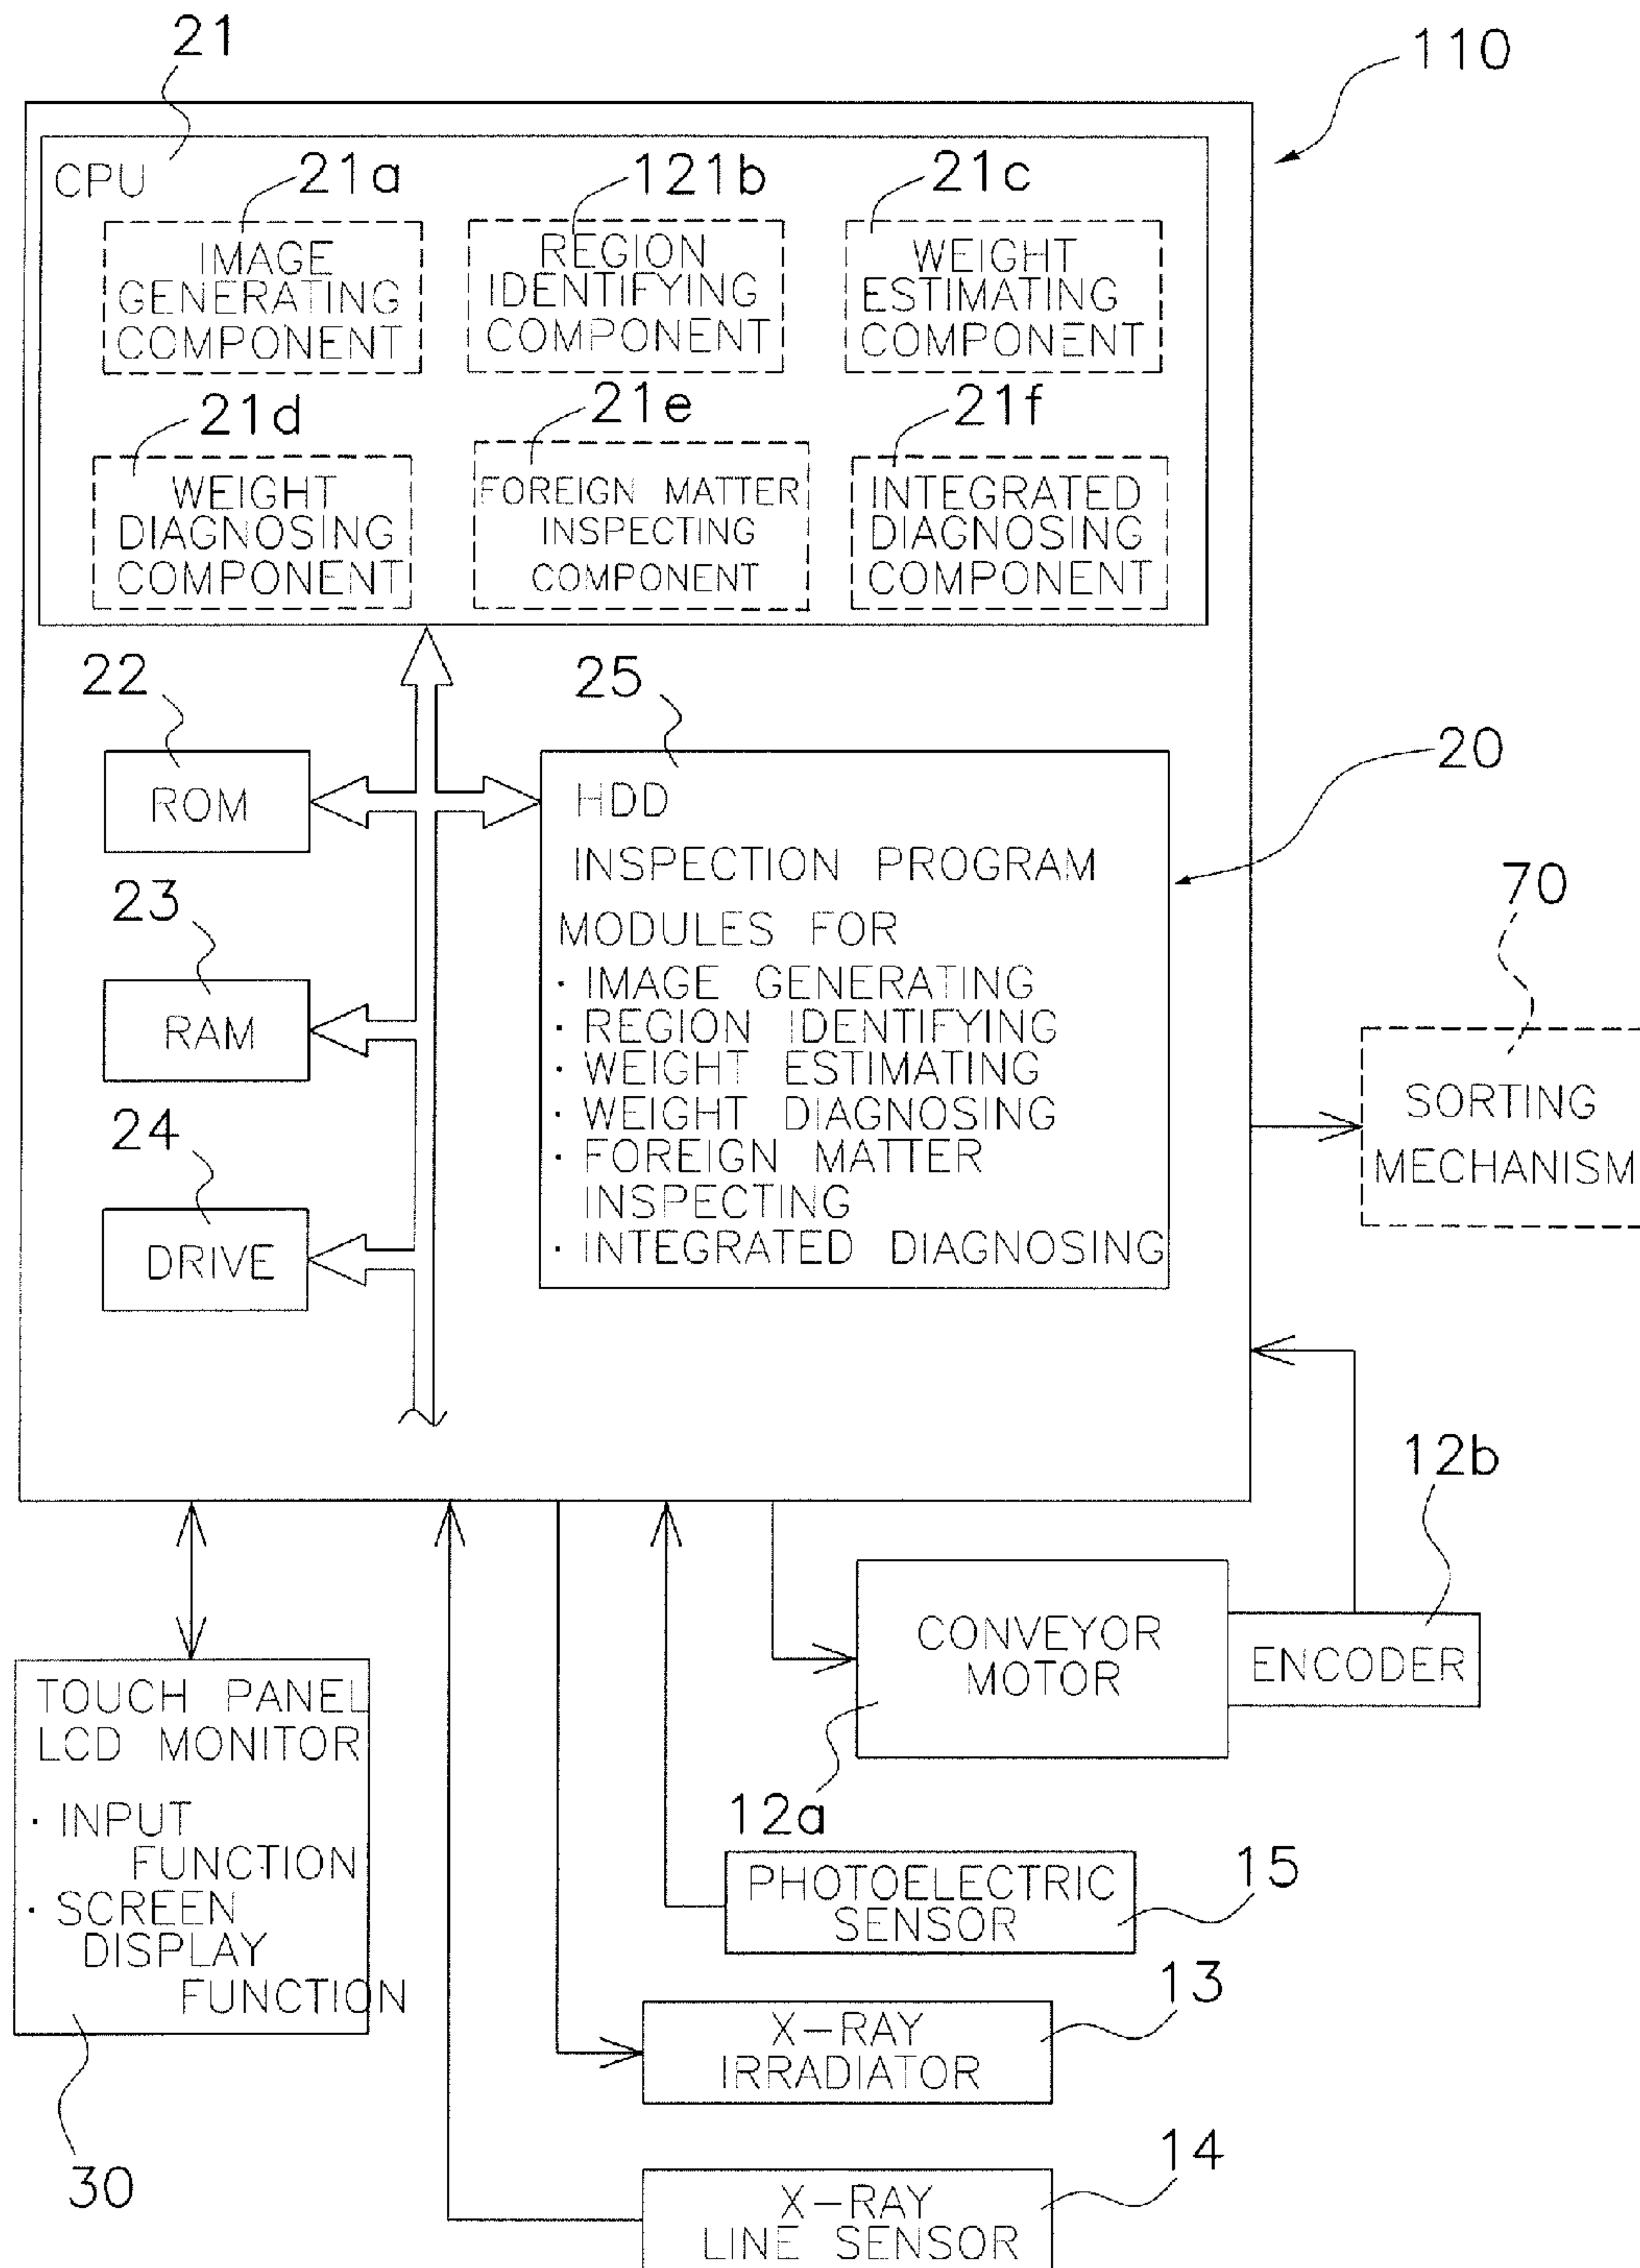 21
110
CPU
21a
121b
21c
IMAGE
GENERATING
COMPONENT
REGION
IDENTIFYING
COMPONENT
WEIGHT
ESTIMATING
COMPONENT
21d
21e
21f
WEIGHT
DIAGNOSING
COMPONENT
FOREIGN MATTER
INSPECTING
COMPONENT
INTEGRATED
DIAGNOSING
COMPONENT
22
25
20
ROM
HDD
INSPECTION PROGRAM
MODULES FOR
· IMAGE GENERATING
· REGION IDENTIFYING
· WEIGHT ESTIMATING
· WEIGHT DIAGNOSING
· FOREIGN MATTER
INSPECTING
· INTEGRATED DIAGNOSING
23
RAM
24
DRIVE
70
SORTING
MECHANISM
12b
CONVEYOR
MOTOR
ENCODER
12a
TOUCH PANEL
LCD MONITOR
· INPUT
FUNCTION
· SCREEN
DISPLAY
FUNCTION
30
PHOTOELECTRIC
SENSOR
15
X-RAY
IRRADIATOR
13
X-RAY
LINE SENSOR
14